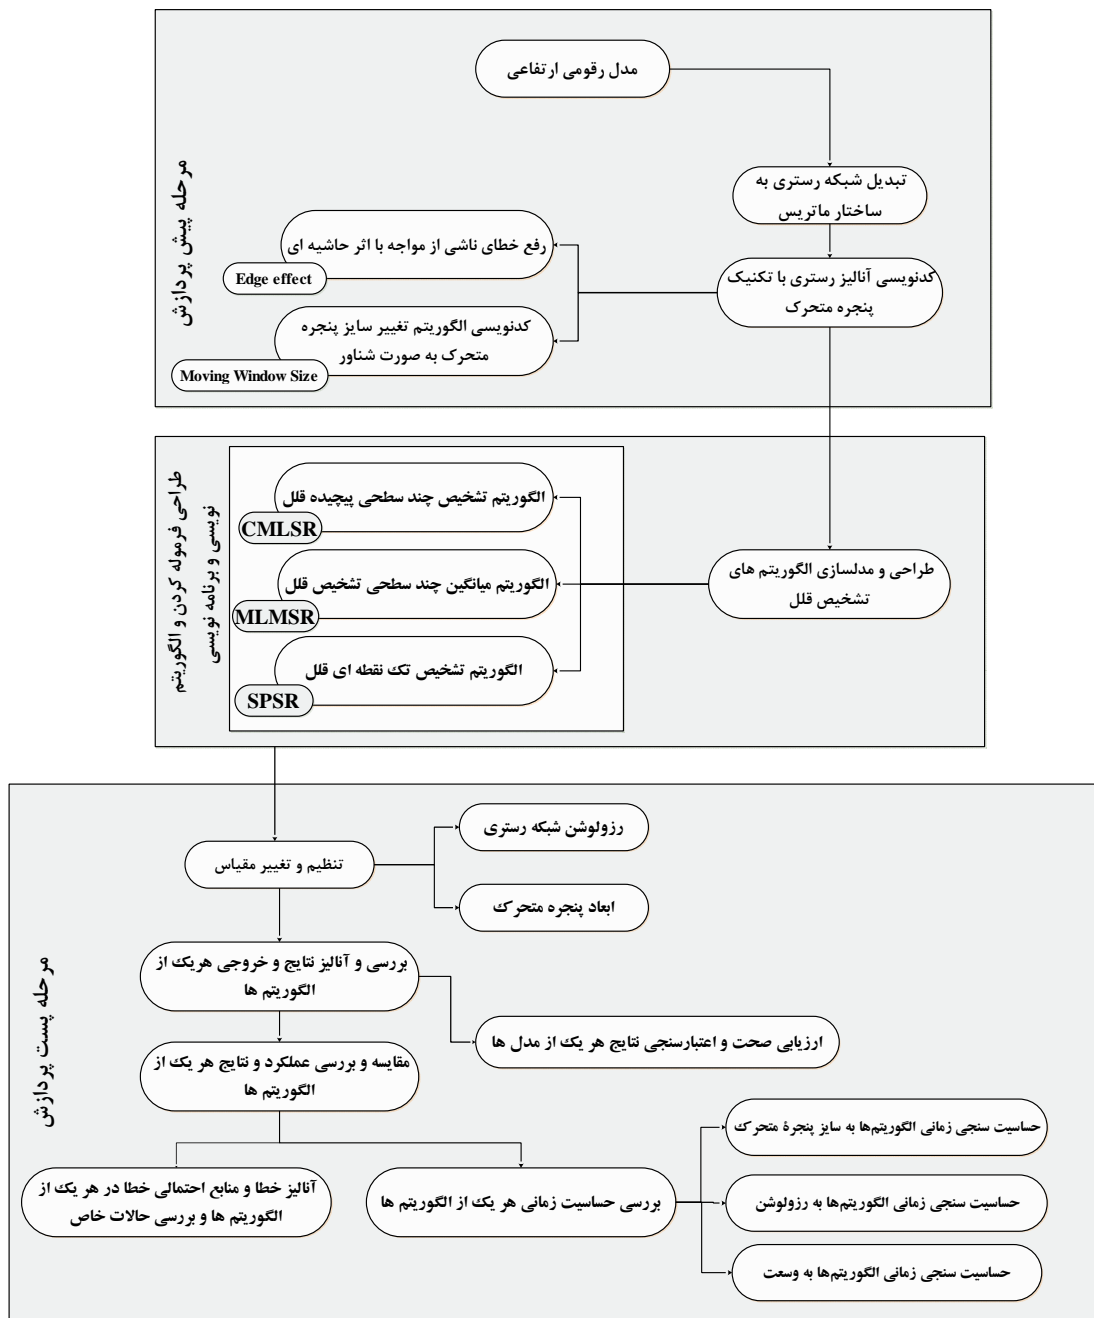 مدل رقومی ارتفاعی
تبدیل شبکه رستری به
ساختار ماتریس
کدنویسی آنالیز رستری با تکنیک
پنجره متحرک
رفع خطای ناشی از مواجه با اثر حاشیه ای
Edge effect
کدنویسی الگوریتم تغییر سایز پنجره
متحرک به صورت شناور
Moving Window Size
مرحله پیش پردازش
طراحی و مدلسازی الگوریتم های
تشخیص قلل
الگوریتم تشخیص چند سطحی پیچیده قلل
CMLSR
الگوریتم میانگین چند سطحی تشخیص قلل
MLMSR
الگوریتم تشخیص تک نقطه ای قلل
SPSR
طراحی فرموله کردن و الگوریتم
نویسی و برنامه نویسی
تنظیم و تغییر مقیاس
رزولوشن شبکه رستری
ابعاد پنجره متحرک
بررسی و آنالیز نتایج و خروجی هریک از
الگوریتم ها
ارزیابی صحت و اعتبارسنجی نتایج هر یک از مدل ها
مقایسه و بررسی عملکرد و نتایج هر یک از
الگوریتم ها
بررسی حساسیت زمانی هر یک از الگوریتم ها
حساسیت سنجی زمانی الگوریتم‌ها به سایز پنجرۀ متحرک
حساسیت سنجی زمانی الگوریتم‌ها به رزولوشن
حساسیت سنجی زمانی الگوریتم‌ها به وسعت
آنالیز خطا و منابع احتمالی خطا در هر یک از
الگوریتم ها و بررسی حالات خاص
مرحله پست پردازش